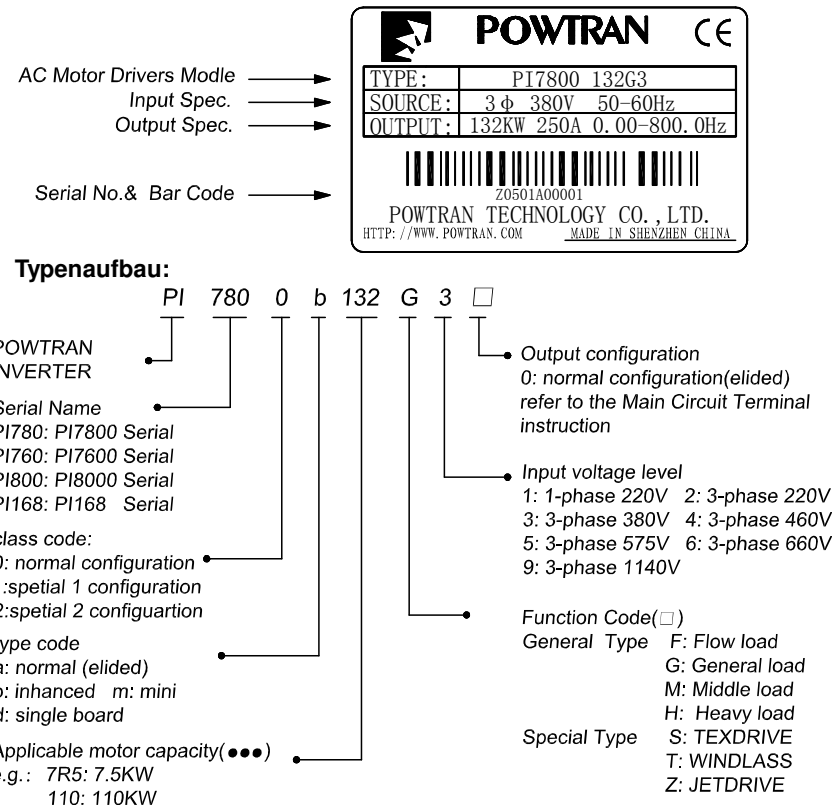 POWTRAN CE
AC Motor Drivers Modle
TYPE: PI7800 132G3
Input Spec.
SOURCE: 3ф 380V 50-60Hz
Output Spec.
OUTPUT: 132KW 250A 0.00-800.0Hz
Serial No.& Bar Code
Z0501A00001
POWTRAN TECHNOLOGY CO.,LTD.
HTTP://WWW.POWTRAN.COM MADE IN SHENZHEN CHINA
Typenaufbau:
PI 780 0 b 132 G 3 □
POWTRAN
NVERTER
Serial Name
PI780: PI7800 Serial
PI760: PI7600 Serial
PI800: PI8000 Serial
PI168: PI168 Serial
class code:
0: normal configuration
:spetial 1 configuration
2:spetial 2 configuartion
type code
a: normal (elided)
b: inhanced m: mini
d: single board
Applicable motor capacity(●●●)
e.g.: 7R5: 7.5KW
110: 110KW
Output configuration
0: normal configuration(elided)
refer to the Main Circuit Terminal
instruction
Input voltage level
1: 1-phase 220V 2: 3-phase 220V
3: 3-phase 380V 4: 3-phase 460V
5: 3-phase 575V 6: 3-phase 660V
9: 3-phase 1140V
Function Code(□)
General Type F: Flow load
G: General load
M: Middle load
H: Heavy load
Special Type S: TEXDRIVE
T: WINDLASS
Z: JETDRIVE